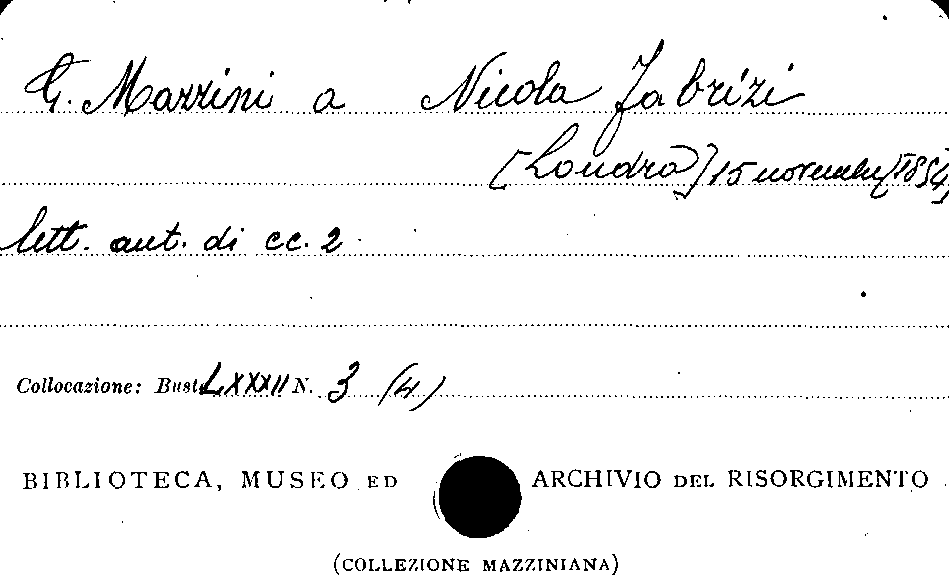 G. Mazzini a Nicola Fabrizi
[Londra] 15 novembre [1854]
lett. aut. di cc. 2
Collocazione: Busta LXXXII N. 3 (4)
BIBLIOTECA, MUSEO ED ARCHIVIO DEL RISORGIMENTO
(COLLEZIONE MAZZINIANA)